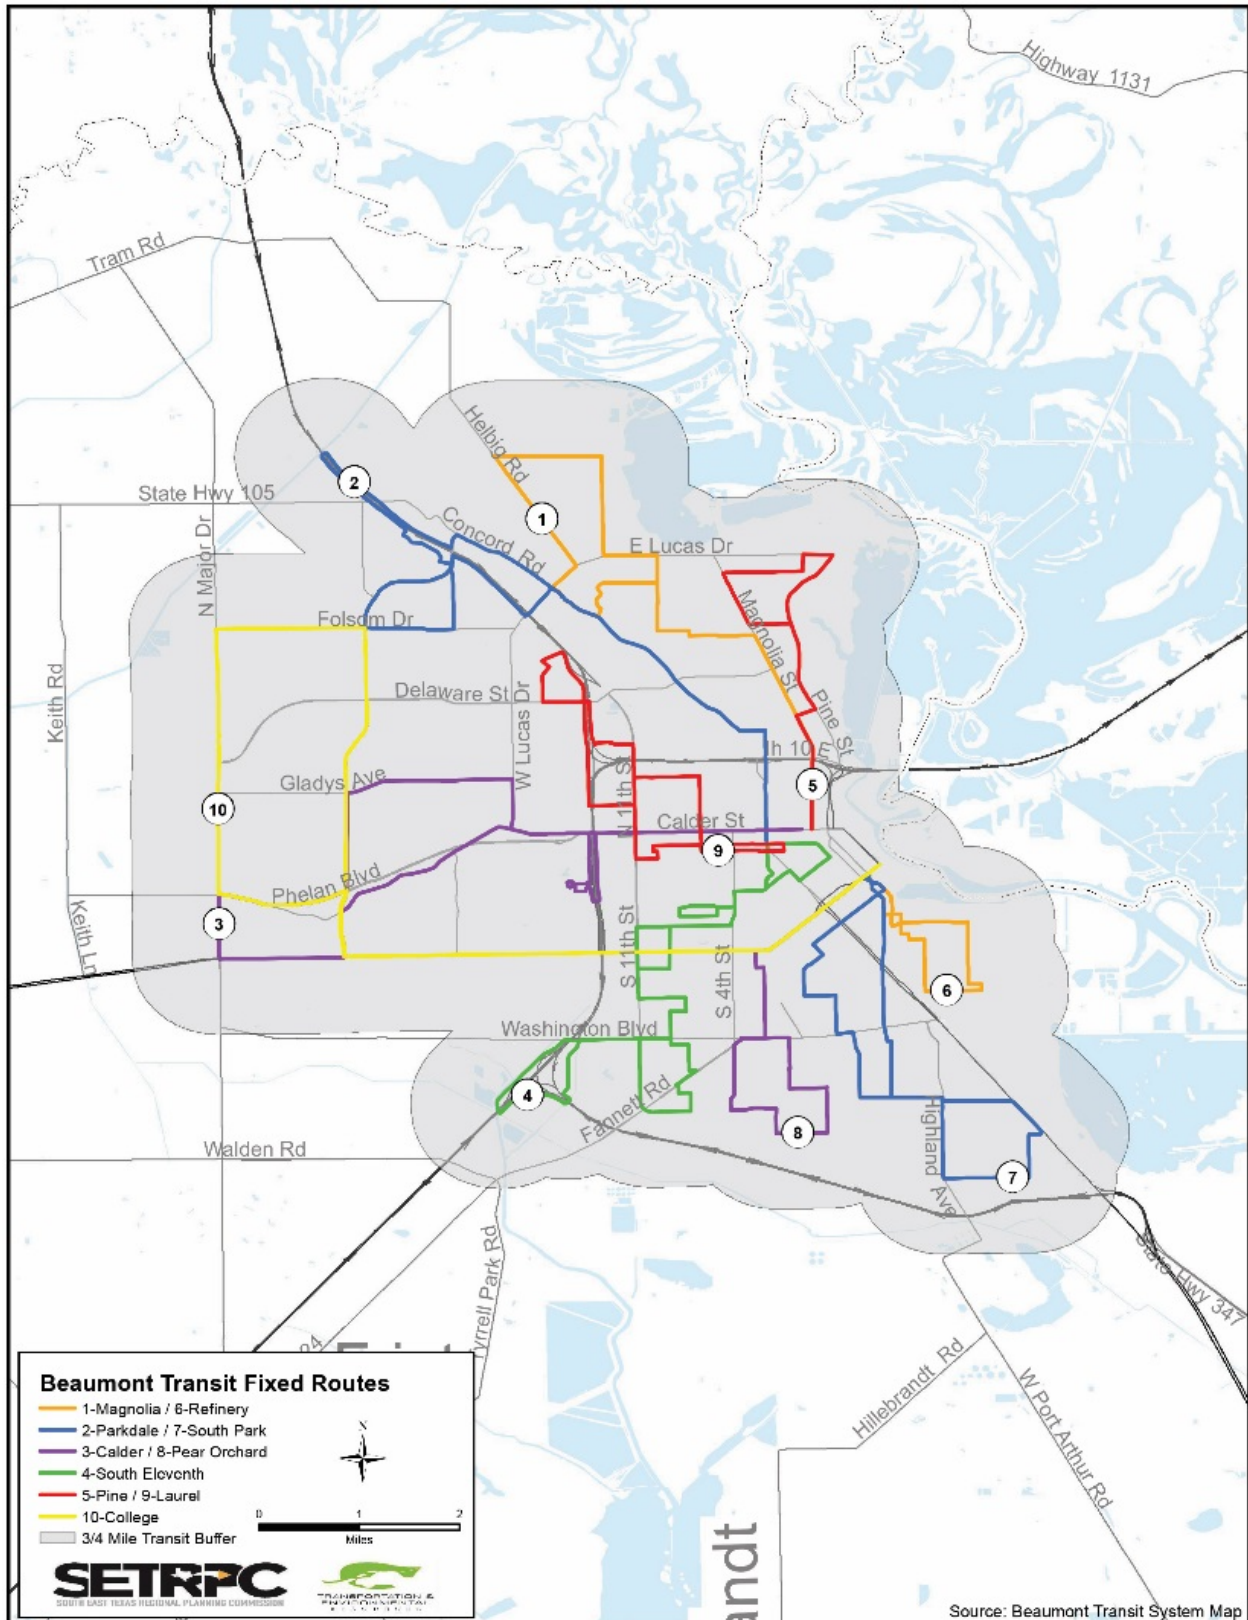 Highway 1131
Tram Rd
Helbig Rd
2
State Hwy 105
1
Concord Rd
E Lucas Dr
N Major Dr
Magnolia St
Folsom Dr
Keith Rd
Delaware St
W Lucas Dr
Pine St
Ih 10 E
Gladys Ave
5
10
N 11th St
Calder St
9
Phelan Blvd
3
Keith Ln
S 11th St
S 4th St
6
Washington Blvd
4
Fannett Rd
Highland Ave
8
Walden Rd
7
Tyrrell Park Rd
State Hwy 347
Hillebrandt Rd
W Port Arthur Rd
andt
Beaumont Transit Fixed Routes
1-Magnolia / 6-Refinery
2-Parkdale / 7-South Park
3-Calder / 8-Pear Orchard
4-South Eleventh
5-Pine / 9-Laurel
10-College
3/4 Mile Transit Buffer
N
0 1 2
Miles
SETRPC
SOUTH EAST TEXAS REGIONAL PLANNING COMMISSION
TRANSPORTATION &
ENVIRONMENTAL
Source: Beaumont Transit System Map